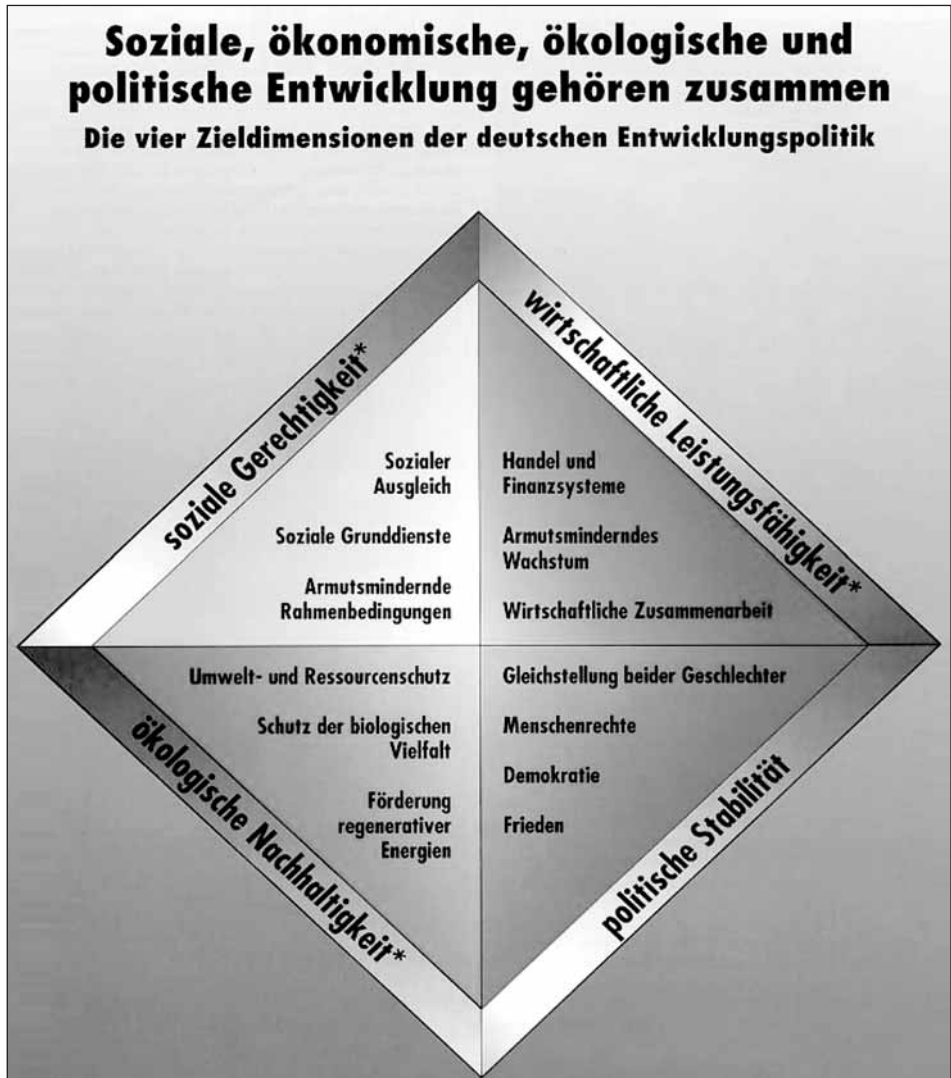 Soziale, ökonomische, ökologische und
politische Entwicklung gehören zusammen
Die vier Zieldimensionen der deutschen Entwicklungspolitik
soziale Gerechtigkeit*
Sozialer
Ausgleich
Soziale Grunddienste
Armutsmindernde
Rahmenbedingungen
wirtschaftliche Leistungsfähigkeit*
Handel und
Finanzsysteme
Armutsminderndes
Wachstum
Wirtschaftliche Zusammenarbeit
ökologische Nachhaltigkeit*
Umwelt- und Ressourcenschutz
Schutz der biologischen
Vielfalt
Förderung
regenerativer
Energien
politische Stabilität
Gleichstellung beider Geschlechter
Menschenrechte
Demokratie
Frieden